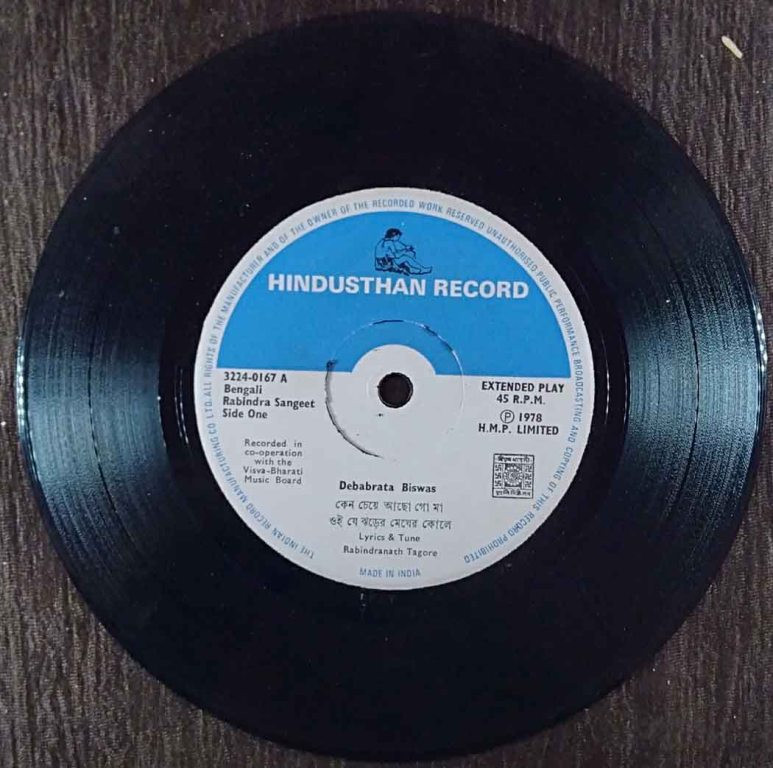 THE INDIAN RECORD MANUFACTURING CO LTD. ALL RIGHTS OF THE MANUFACTURER AND OF THE OWNER OF THE RECORDED WORK RESERVED UNAUTHORISED PUBLIC PERFORMANCE BROADCASTING AND COPYING OF THIS RECORD PROHIBITED
HINDUSTHAN RECORD
3224-0167 A
Bengali
Rabindra Sangeet
Side One
EXTENDED PLAY
45 R.P.M.
Ⓟ 1978
H.M.P. LIMITED
Recorded in
co-operation
with the
Visva-Bharati
Music Board
Debabrata Biswas
কেন চেয়ে আছো গো মা
ওই যে ঝড়ের মেঘের কোলে
Lyrics & Tune
Rabindranath Tagore
MADE IN INDIA